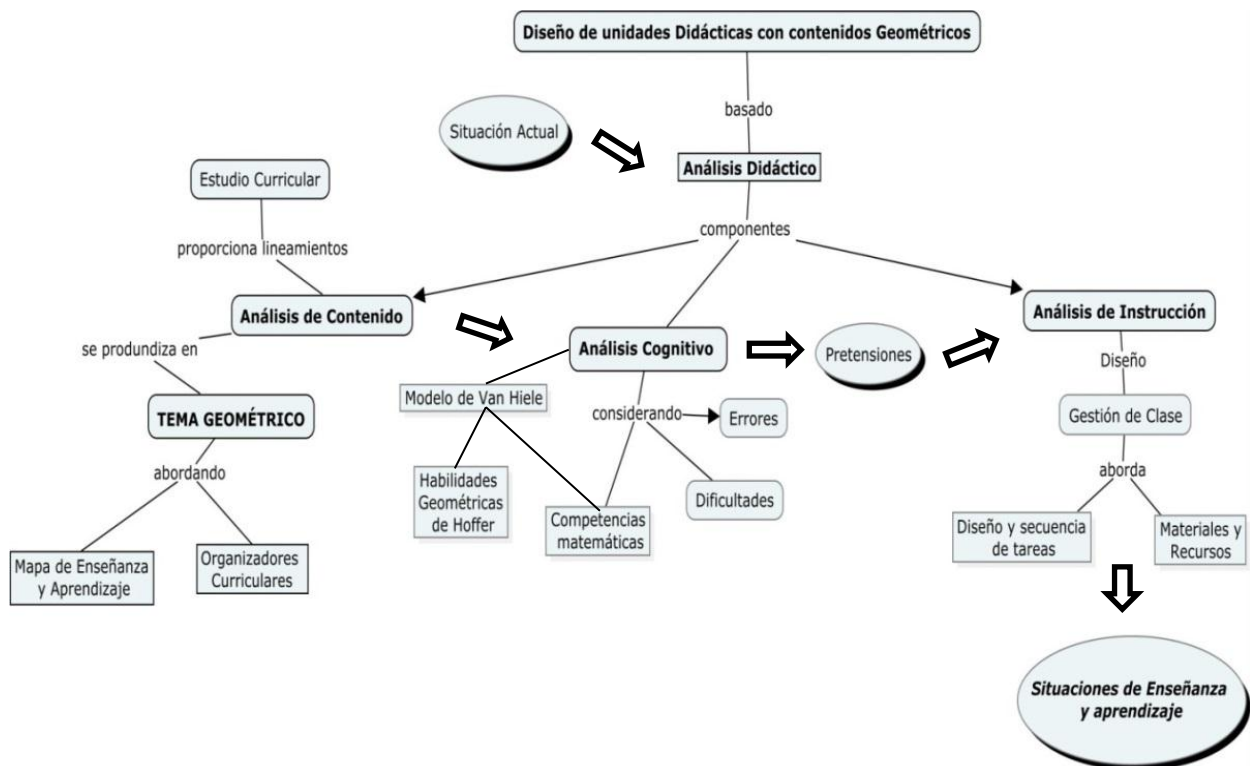 Diseño de unidades Didácticas con contenidos Geométricos
basado
Situación Actual
Análisis Didáctico
Estudio Curricular
componentes
proporciona lineamientos
Análisis de Contenido
Análisis de Instrucción
se produndiza en
Análisis Cognitivo
Pretensiones
Diseño
Modelo de Van Hiele
TEMA GEOMÉTRICO
considerando
Errores
Gestión de Clase
abordando
aborda
Habilidades
Geométricas
de Hoffer
Dificultades
Competencias
matemáticas
Diseño y secuencia
de tareas
Materiales y
Recursos
Mapa de Enseñanza
y Aprendizaje
Organizadores
Curriculares
Situaciones de Enseñanza
y aprendizaje